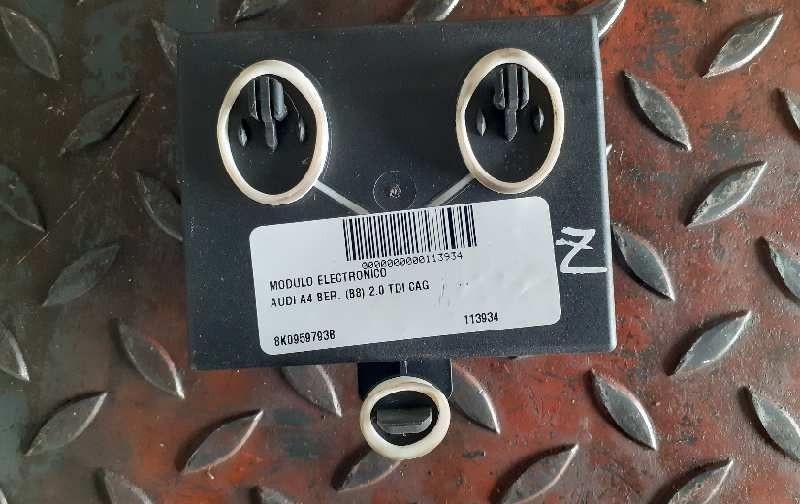 0000000000113934
MODULO ELECTRONICO
AUDI A4 BER. (B8) 2.0 TDI CAG
8K0959793B 113934
Z